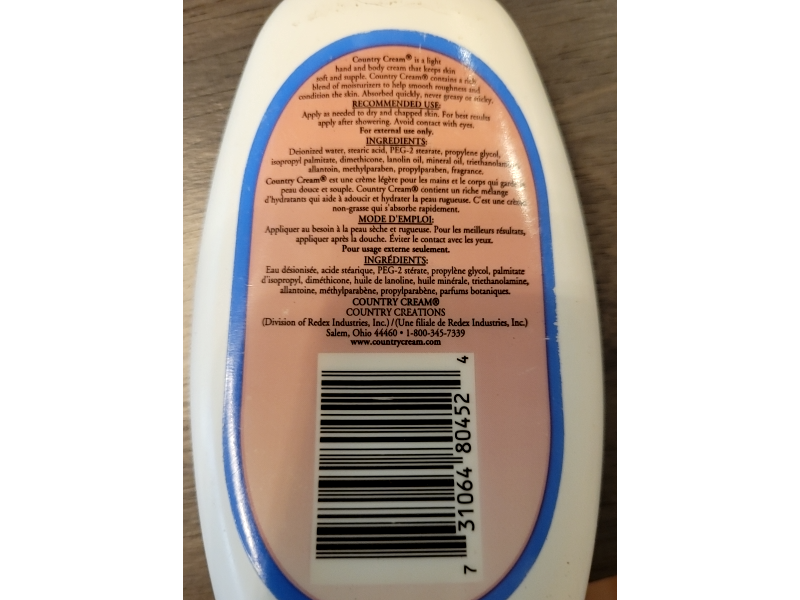 Country Cream® is a light
hand and body cream that keeps skin
soft and supple. Country Cream® contains a rich
blend of moisturizers to help smooth roughness and
condition the skin. Absorbed quickly, never greasy or sticky.
RECOMMENDED USE:
Apply as needed to dry and chapped skin. For best results
apply after showering. Avoid contact with eyes.
For external use only.
INGREDIENTS:
Deionized water, stearic acid, PEG-2 stearate, propylene glycol,
isopropyl palmitate, dimethicone, lanolin oil, mineral oil, triethanolamine,
allantoin, methylparaben, propylparaben, fragrance.
Country Cream® est une crème légère pour les mains et le corps qui garde la
peau douce et souple. Country Cream® contient un riche mélange
d'hydratants qui aide à adoucir et hydrater la peau rugueuse. C'est une crème
non-grasse qui s'absorbe rapidement.
MODE D'EMPLOI:
Appliquer au besoin à la peau sèche et rugueuse. Pour les meilleurs résultats,
appliquer après la douche. Éviter le contact avec les yeux.
Pour usage externe seulement.
INGRÉDIENTS:
Eau désionisée, acide stéarique, PEG-2 stérate, propylène glycol, palmitate
d'isopropyl, diméthicone, huile de lanoline, huile minérale, triethanolamine,
allantoine, méthylparabène, propylparabène, parfums botaniques.
COUNTRY CREAM®
COUNTRY CREATIONS
(Division of Redex Industries, Inc.) / (Une filiale de Redex Industries, Inc.)
Salem, Ohio 44460 • 1-800-345-7339
www.countrycream.com
7 31064 80452 4